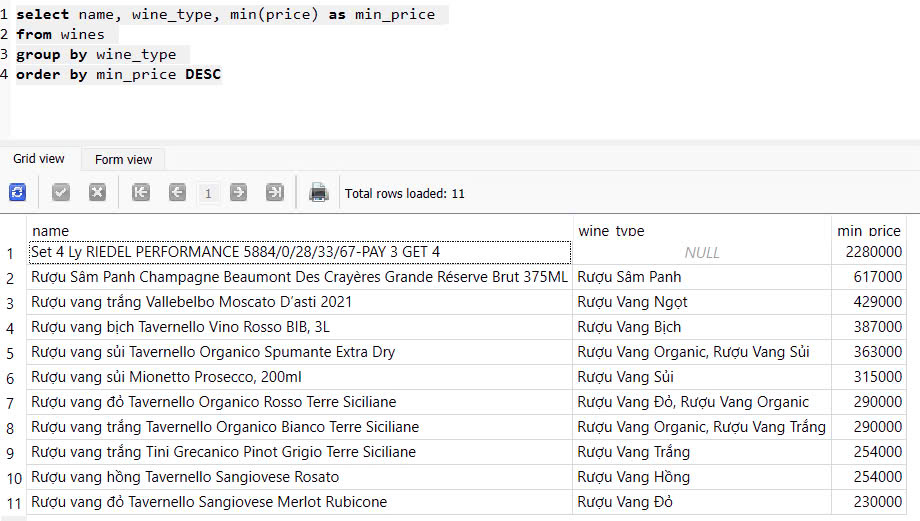 1 select name, wine_type, min(price) as min_price
2 from wines
3 group by wine_type
4 order by min_price DESC
Grid view Form view
1 Total rows loaded: 11
name wine_type min_price
1 Set 4 Ly RIEDEL PERFORMANCE 5884/0/28/33/67-PAY 3 GET 4 NULL 2280000
2 Rượu Sâm Panh Champagne Beaumont Des Crayères Grande Réserve Brut 375ML Rượu Sâm Panh 617000
3 Rượu vang trắng Vallebelbo Moscato D’asti 2021 Rượu Vang Ngọt 429000
4 Rượu vang bịch Tavernello Vino Rosso BIB, 3L Rượu Vang Bịch 387000
5 Rượu vang sủi Tavernello Organico Spumante Extra Dry Rượu Vang Organic, Rượu Vang Sủi 363000
6 Rượu vang sủi Mionetto Prosecco, 200ml Rượu Vang Sủi 315000
7 Rượu vang đỏ Tavernello Organico Rosso Terre Siciliane Rượu Vang Đỏ, Rượu Vang Organic 290000
8 Rượu vang trắng Tavernello Organico Bianco Terre Siciliane Rượu Vang Organic, Rượu Vang Trắng 290000
9 Rượu vang trắng Tini Grecanico Pinot Grigio Terre Siciliane Rượu Vang Trắng 254000
10 Rượu vang hồng Tavernello Sangiovese Rosato Rượu Vang Hồng 254000
11 Rượu vang đỏ Tavernello Sangiovese Merlot Rubicone Rượu Vang Đỏ 230000